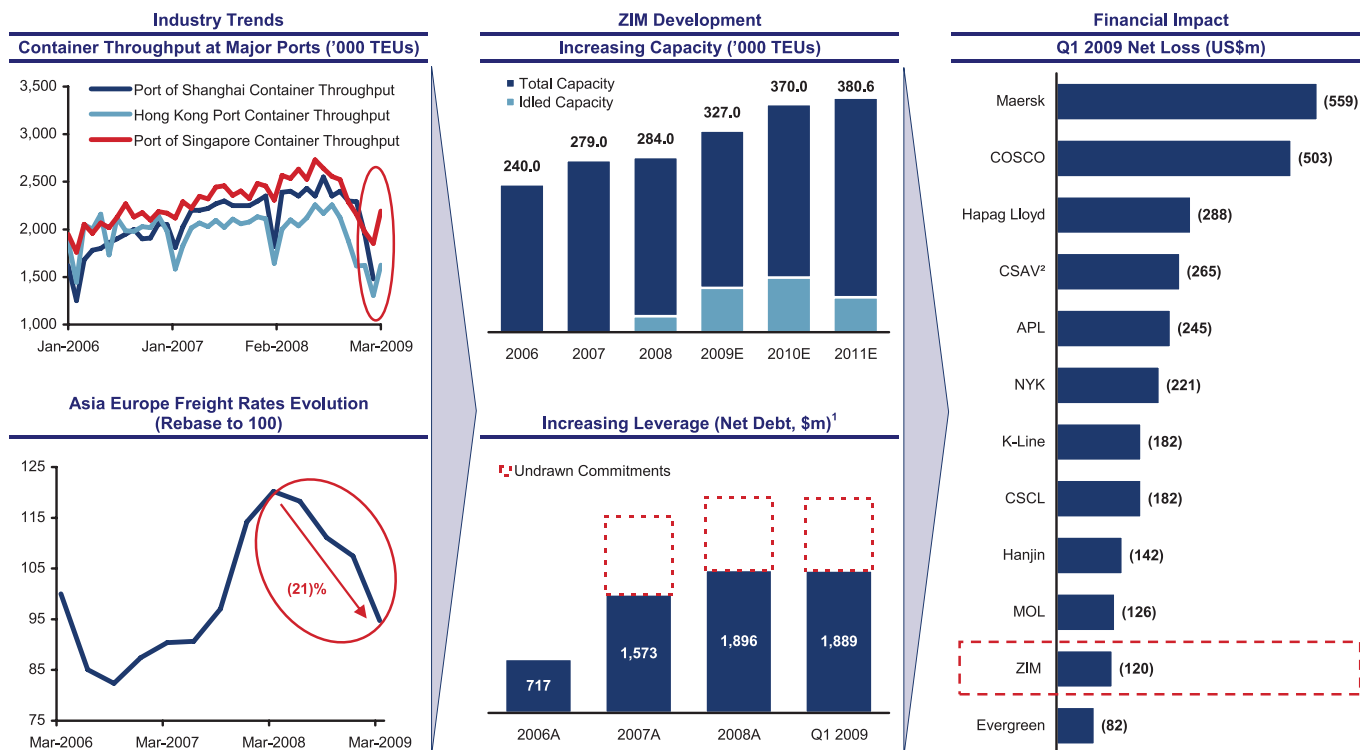 Industry Trends
Container Throughput at Major Ports ('000 TEUs)
3,500
3,000
2,500
2,000
1,500
1,000
Port of Shanghai Container Throughput
Hong Kong Port Container Throughput
Port of Singapore Container Throughput
Jan-2006
Jan-2007
Feb-2008
Mar-2009
Asia Europe Freight Rates Evolution
(Rebase to 100)
125
115
105
95
85
75
(21)%
Mar-2006
Mar-2007
Mar-2008
Mar-2009
ZIM Development
Increasing Capacity ('000 TEUs)
Total Capacity
Idled Capacity
240.0
279.0
284.0
327.0
370.0
380.6
2006
2007
2008
2009E
2010E
2011E
Increasing Leverage (Net Debt, $m)¹
Undrawn Commitments
717
1,573
1,896
1,889
2006A
2007A
2008A
Q1 2009
Financial Impact
Q1 2009 Net Loss (US$m)
Maersk (559)
COSCO (503)
Hapag Lloyd (288)
CSAV² (265)
APL (245)
NYK (221)
K-Line (182)
CSCL (182)
Hanjin (142)
MOL (126)
ZIM (120)
Evergreen (82)